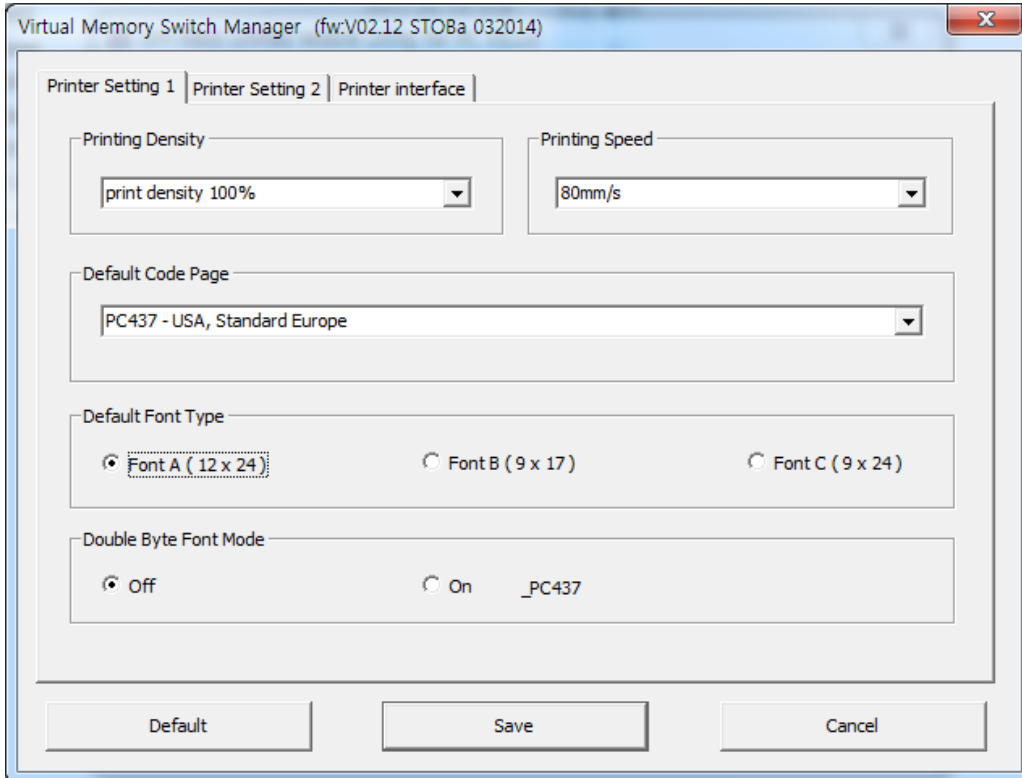 Virtual Memory Switch Manager (fw:V02.12 STOBa 032014)
Printer Setting 1 Printer Setting 2 Printer interface
Printing Density Printing Speed
print density 100% 80mm/s
Default Code Page
PC437 - USA, Standard Europe
Default Font Type
Font A ( 12 x 24 ) Font B ( 9 x 17 ) Font C ( 9 x 24 )
Double Byte Font Mode
Off On _PC437
Default Save Cancel